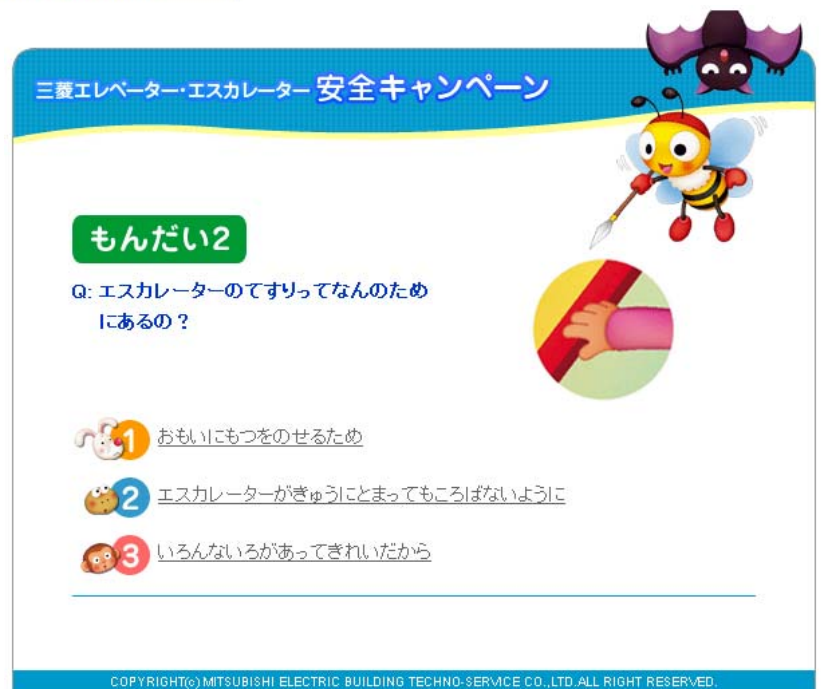 三菱エレベーター・エスカレーター 安全キャンペーン
もんだい2
Q: エスカレーターのてすりってなんのため
にあるの？
1 おもいにもつをのせるため
2 エスカレーターがきゅうにとまってもころばないように
3 いろんないろがあってきれいだから
COPYRIGHT(c) MITSUBISHI ELECTRIC BUILDING TECHNO-SERVICE CO.,LTD.ALL RIGHT RESERVED.